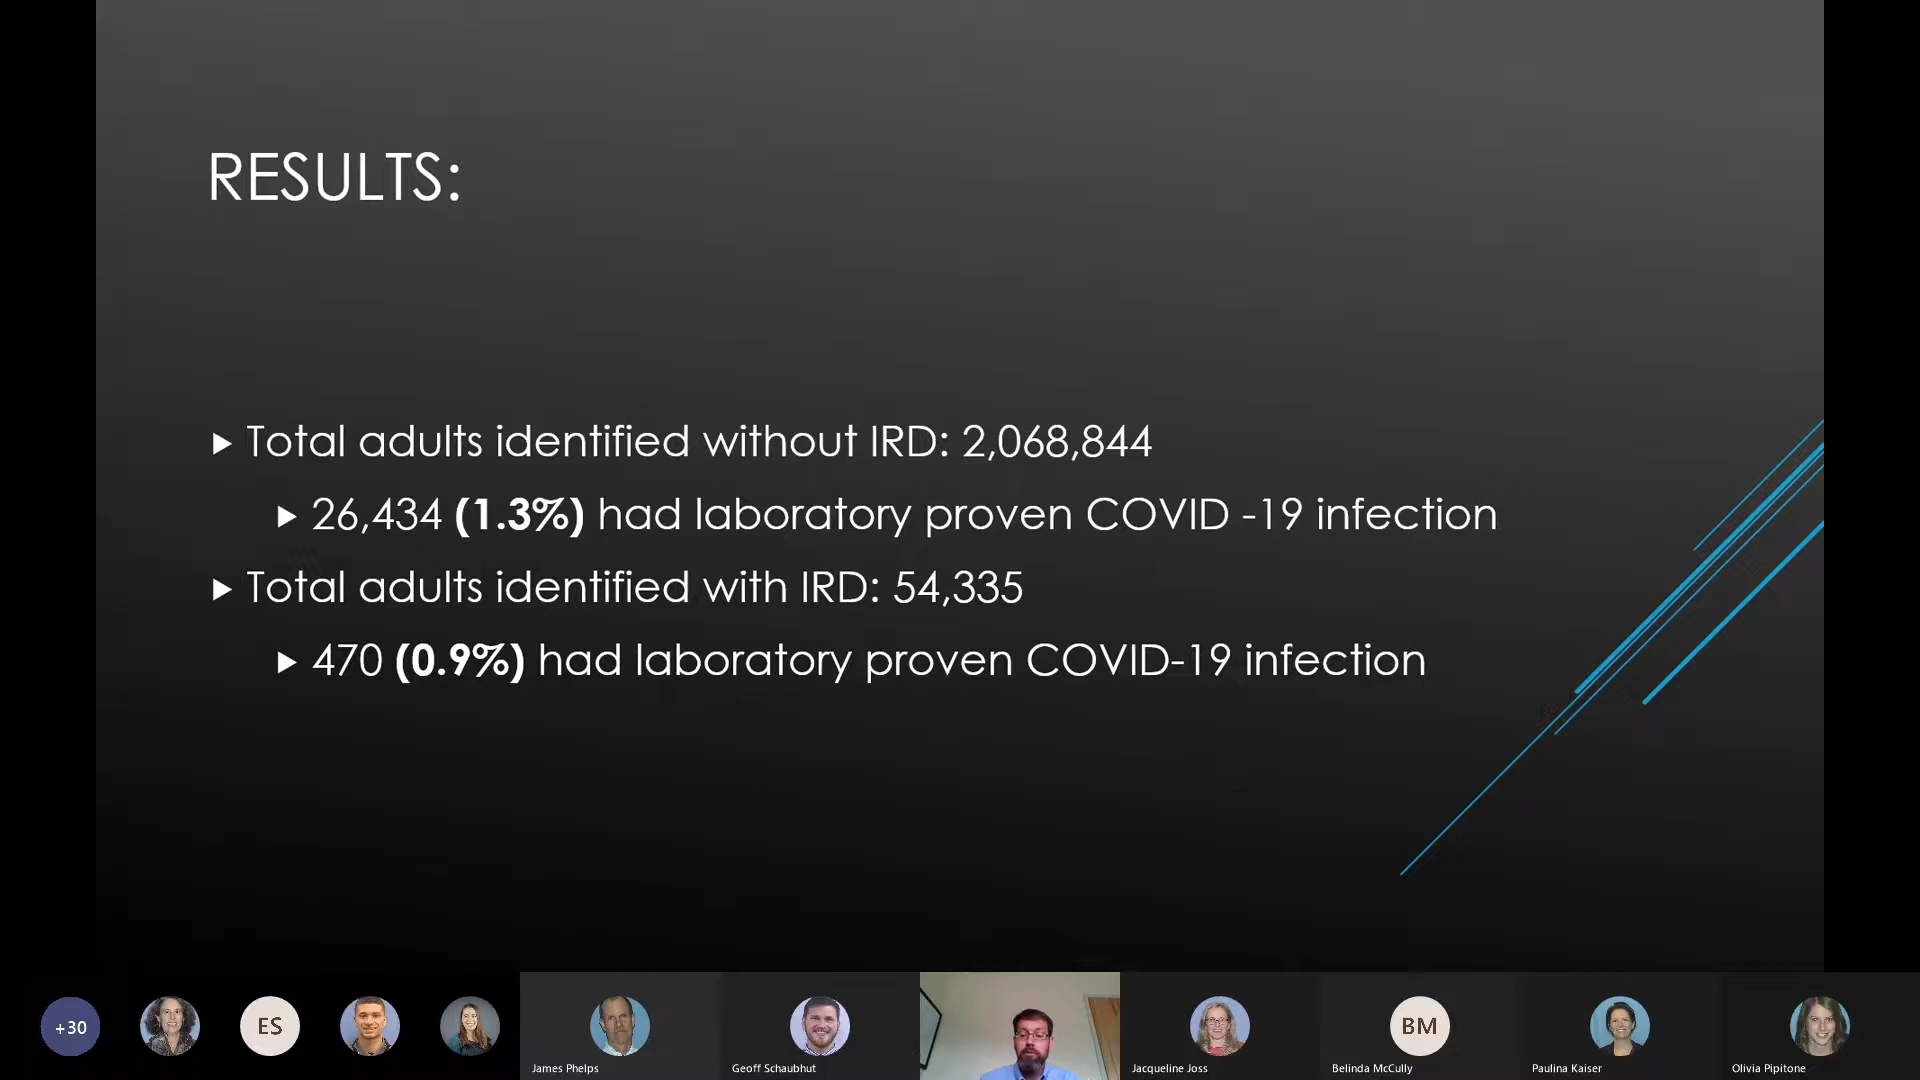 RESULTS:
Total adults identified without IRD: 2,068,844
26,434 (1.3%) had laboratory proven COVID -19 infection
Total adults identified with IRD: 54,335
470 (0.9%) had laboratory proven COVID-19 infection
+30
ES
BM
James Phelps
Geoff Schaubhut
Jacqueline Joss
Belinda McCully
Paulina Kaiser
Olivia Pipitone